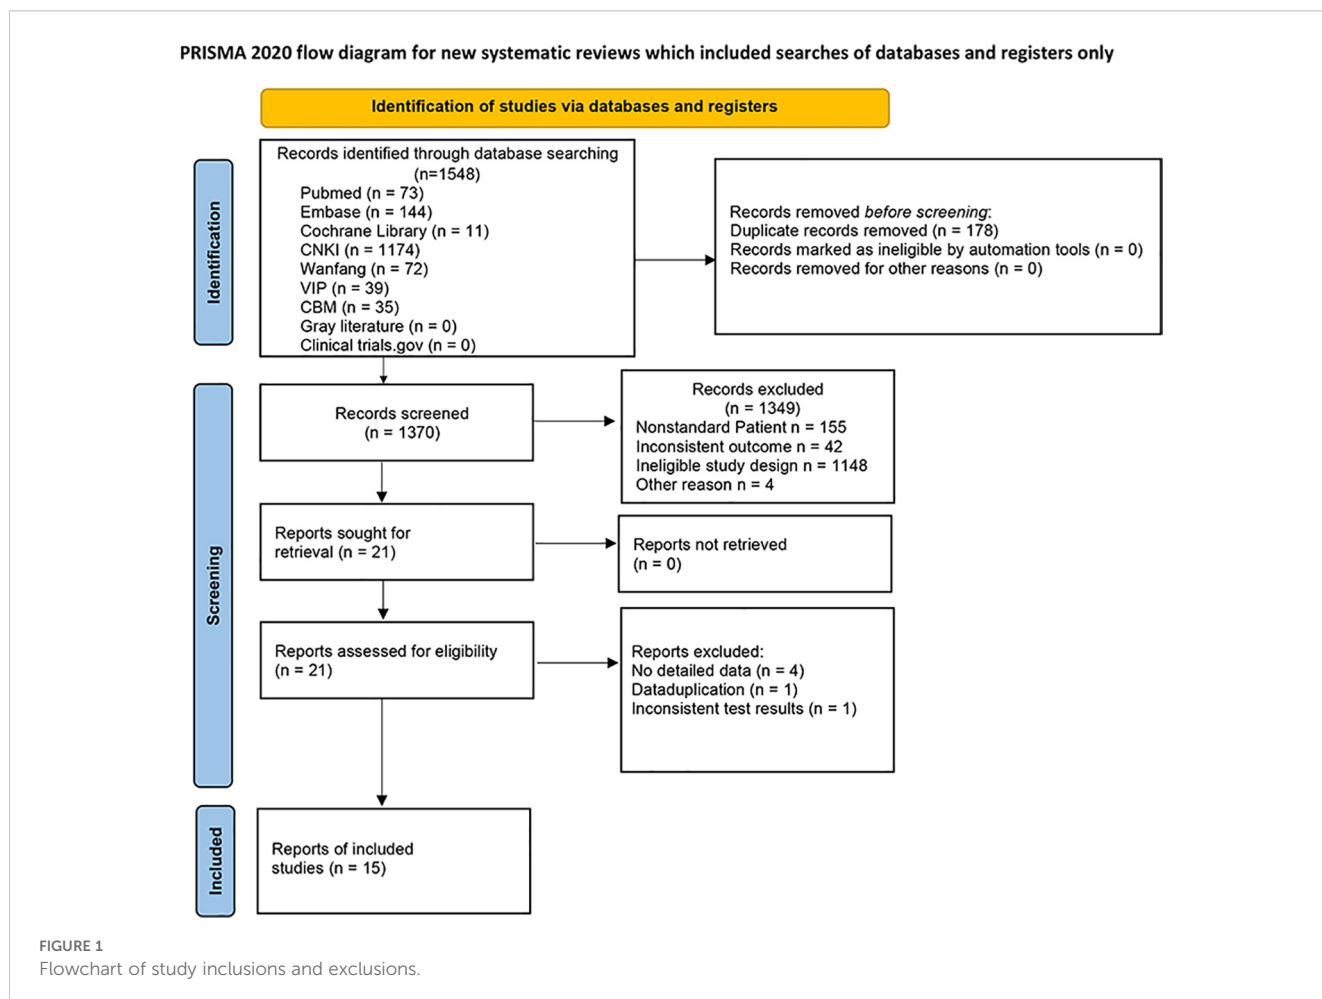 PRISMA 2020 flow diagram for new systematic reviews which included searches of databases and registers only
Identification of studies via databases and registers
Identification
Records identified through database searching
(n=1548)
Pubmed (n = 73)
Embase (n = 144)
Cochrane Library (n = 11)
CNKI (n = 1174)
Wanfang (n = 72)
VIP (n = 39)
CBM (n = 35)
Gray literature (n = 0)
Clinical trials.gov (n = 0)
Records removed before screening:
Duplicate records removed (n = 178)
Records marked as ineligible by automation tools (n = 0)
Records removed for other reasons (n = 0)
Screening
Records screened
(n = 1370)
Records excluded
(n = 1349)
Nonstandard Patient n = 155
Inconsistent outcome n = 42
Ineligible study design n = 1148
Other reason n = 4
Reports sought for
retrieval (n = 21)
Reports not retrieved
(n = 0)
Reports assessed for eligibility
(n = 21)
Reports excluded:
No detailed data (n = 4)
Dataduplication (n = 1)
Inconsistent test results (n = 1)
Included
Reports of included
studies (n = 15)
FIGURE 1
Flowchart of study inclusions and exclusions.